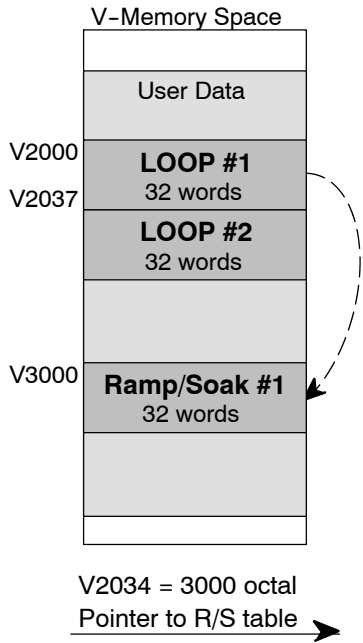 V-Memory Space
User Data
V2000
LOOP #1
32 words
V2037
LOOP #2
32 words
V3000
Ramp/Soak #1
32 words
V2034 = 3000 octal
Pointer to R/S table